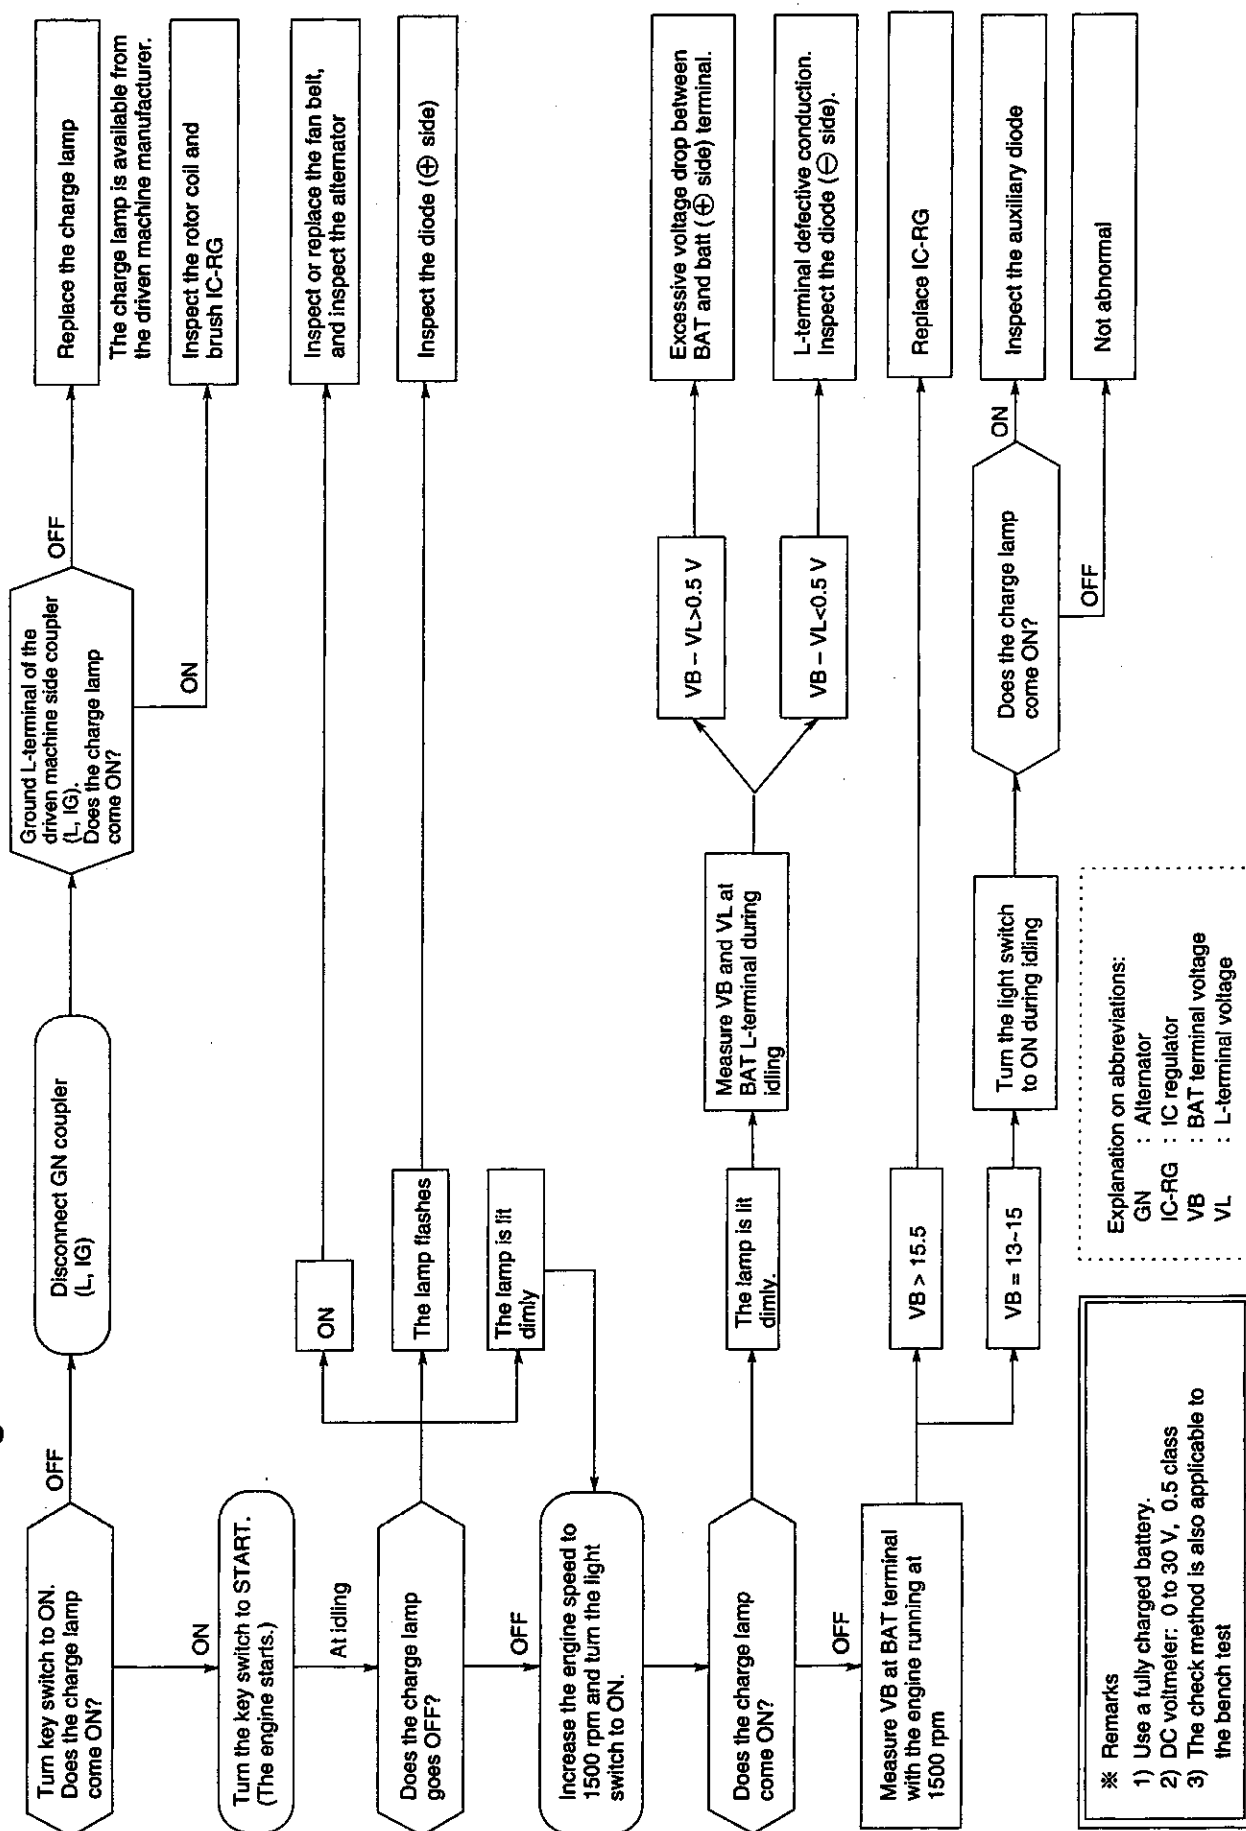 Turn key switch to ON.
Does the charge lamp
come ON?
OFF
Disconnect GN coupler
(L, IG)
Ground L-terminal of the
driven machine side coupler
(L, IG).
Does the charge lamp
come ON?
OFF
Replace the charge lamp
The charge lamp is available from
the driven machine manufacturer.
ON
Inspect the rotor coil and
brush IC-RG
ON
Turn the key switch to START.
(The engine starts.)
At idling
Does the charge lamp
goes OFF?
ON
Inspect or replace the fan belt,
and inspect the alternator
The lamp flashes
Inspect the diode (⊕ side)
The lamp is lit
dimly
OFF
Increase the engine speed to
1500 rpm and turn the light
switch to ON.
Does the charge lamp
come ON?
The lamp is lit
dimly.
Measure VB and VL at
BAT L-terminal during
idling
VB – VL>0.5 V
Excessive voltage drop between
BAT and batt (⊕ side) terminal.
VB – VL<0.5 V
L-terminal defective conduction.
Inspect the diode (⊖ side).
OFF
Measure VB at BAT terminal
with the engine running at
1500 rpm
VB > 15.5
Replace IC-RG
VB = 13~15
Turn the light switch
to ON during idling
Does the charge lamp
come ON?
ON
Inspect the auxiliary diode
OFF
Not abnormal
※ Remarks
1) Use a fully charged battery.
2) DC voltmeter: 0 to 30 V, 0.5 class
3) The check method is also applicable to
the bench test
Explanation on abbreviations:
GN : Alternator
IC-RG : IC regulator
VB : BAT terminal voltage
VL : L-terminal voltage